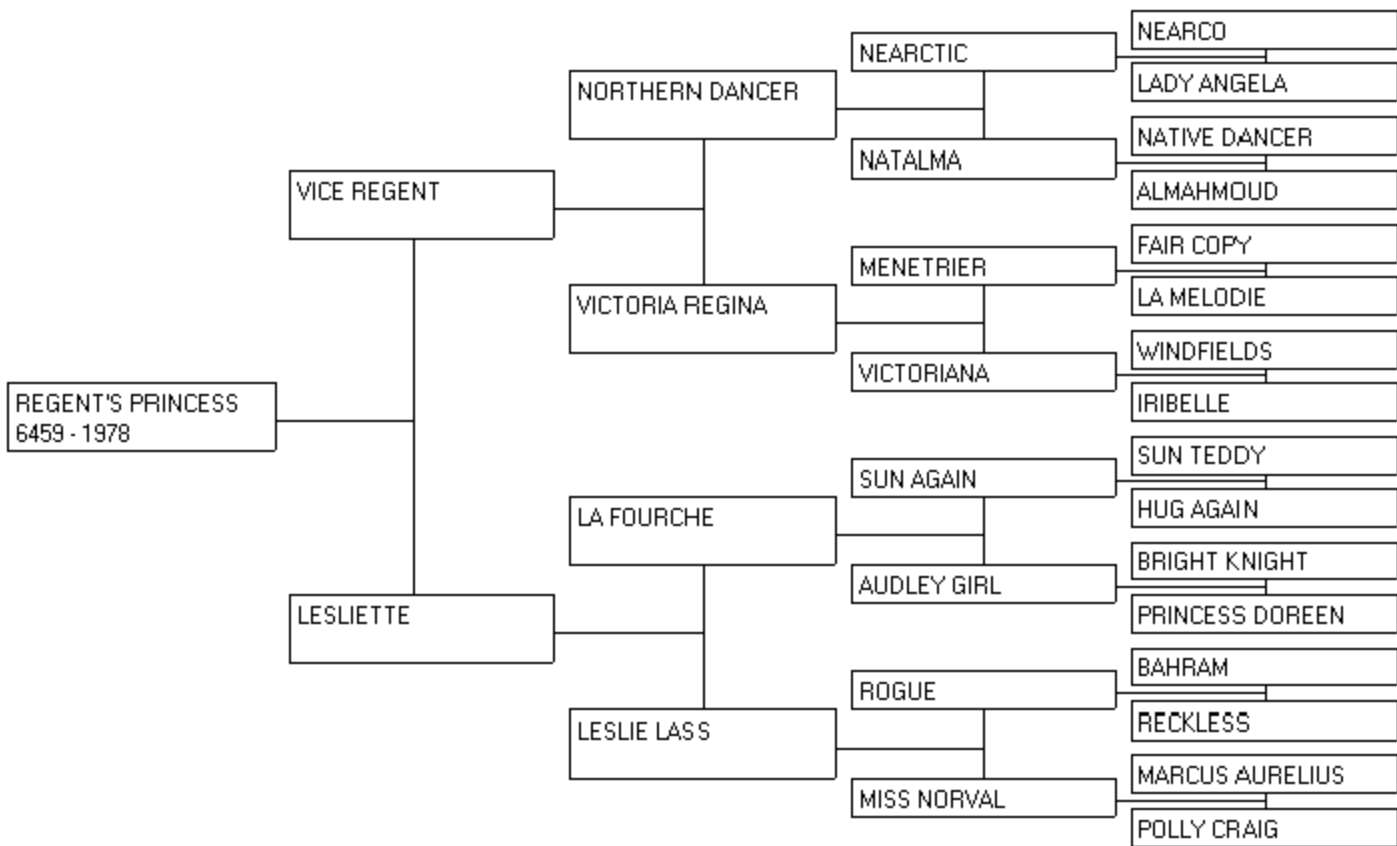 NEARCO
NEARCTIC
LADY ANGELA
NORTHERN DANCER
NATIVE DANCER
NATALMA
ALMAHMOUD
VICE REGENT
FAIR COPY
MENETRIER
LA MELODIE
VICTORIA REGINA
WINDFIELDS
VICTORIANA
IRIBELLE
REGENT'S PRINCESS
6459 - 1978
SUN TEDDY
SUN AGAIN
HUG AGAIN
LA FOURCHE
BRIGHT KNIGHT
AUDLEY GIRL
PRINCESS DOREEN
LESLIETTE
BAHRAM
ROGUE
RECKLESS
LESLIE LASS
MARCUS AURELIUS
MISS NORVAL
POLLY CRAIG